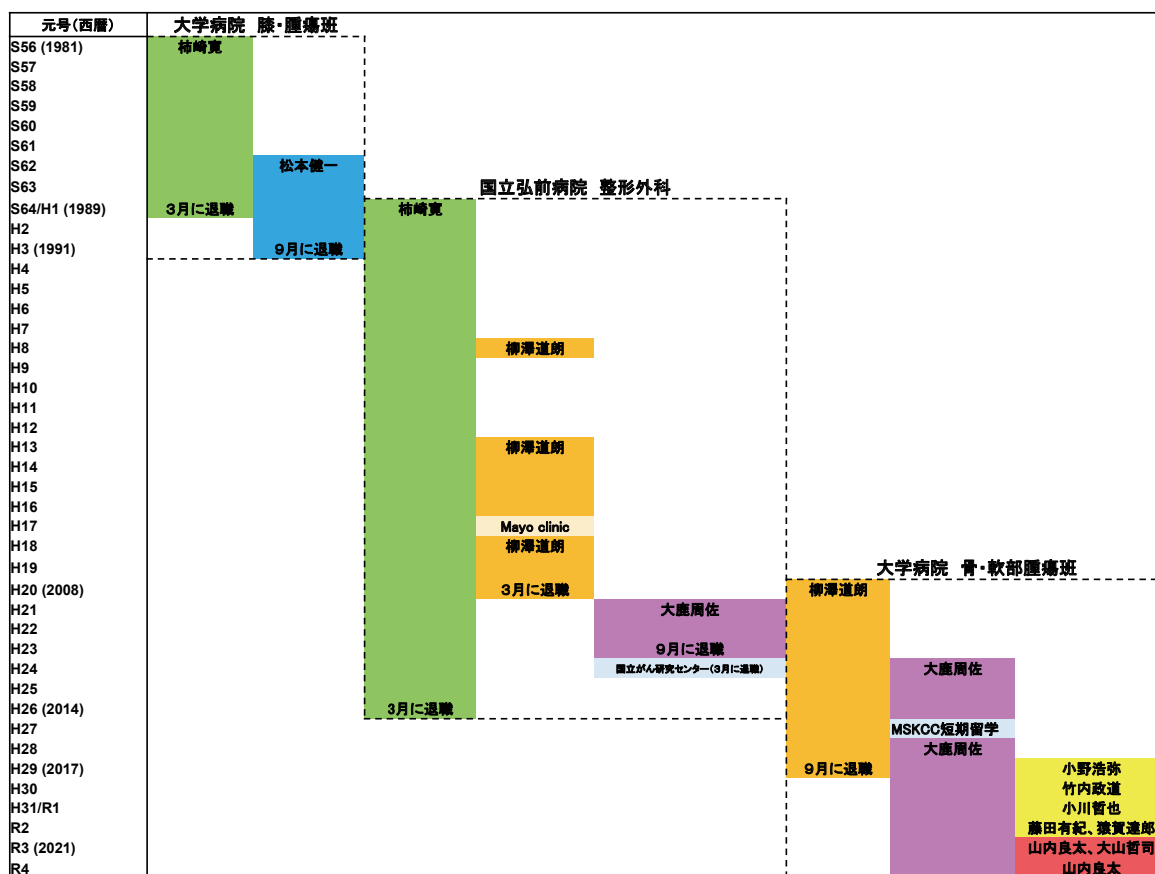 元号(西暦) 大学病院 膝・腫瘍班
S56 (1981) 柿崎寛
S57
S58
S59
S60
S61
S62 松本健一
S63 国立弘前病院 整形外科
S64/H1 (1989) 3月に退職 柿崎寛
H2
H3 (1991) 9月に退職
H4
H5
H6
H7
H8 柳澤道朗
H9
H10
H11
H12
H13 柳澤道朗
H14
H15
H16
H17 Mayo clinic
H18 柳澤道朗
H19 大学病院 骨・軟部腫瘍班
H20 (2008) 3月に退職 柳澤道朗
H21 大鹿周佐
H22
H23 9月に退職
H24 国立がん研究センター(3月に退職) 大鹿周佐
H25
H26 (2014) 3月に退職
H27 MSKCC短期留学
H28 大鹿周佐
H29 (2017) 9月に退職 小野浩弥
H30 竹内政道
H31/R1 小川哲也
R2 藤田有紀、猿賀達郎
R3 (2021) 山内良太、大山哲司
R4 山内良太